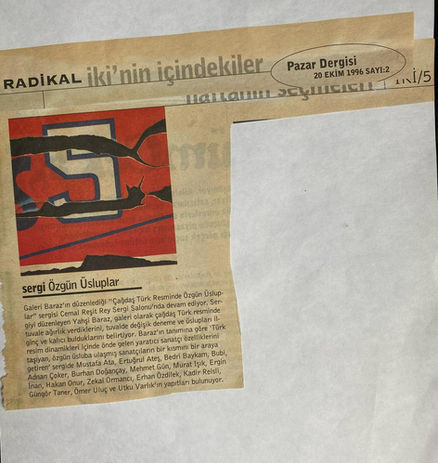 RADİKAL iki'nin içindekiler
Pazar Dergisi
20 EKİM 1996 SAYI:2
İKİ/5
haftanın seçmeleri
5
sergi Özgün Üsluplar
Galeri Baraz'ın düzenlediği "Çağdaş Türk Resminde Özgün Üslup-
lar" sergisi Cemal Reşit Rey Sergi Salonu'nda devam ediyor. Ser-
giyi düzenleyen Yahşi Baraz, galeri olarak çağdaş Türk resminde
tuvale ağırlık verdiklerini, tuvalde değişik deneme ve üslupları il-
ginç ve kalıcı bulduklarını belirtiyor. Baraz'ın tanımına göre 'Türk
resim dinamikleri içinde önde gelen yaratıcı sanatçı özelliklerini
taşıyan, özgün üsluba ulaşmış sanatçıların bir kısmını bir araya
getiren' sergide Mustafa Ata, Ertuğrul Ateş, Bedri Baykam, Bubi,
Adnan Çoker, Burhan Doğançay, Mehmet Gün, Murat Işık, Ergin
İnan, Hakan Onur, Zekai Ormancı, Erhan Özdilek, Kadir Reisli,
Güngör Taner, Ömer Uluç ve Utku Varlık'ın yapıtları bulunuyor.